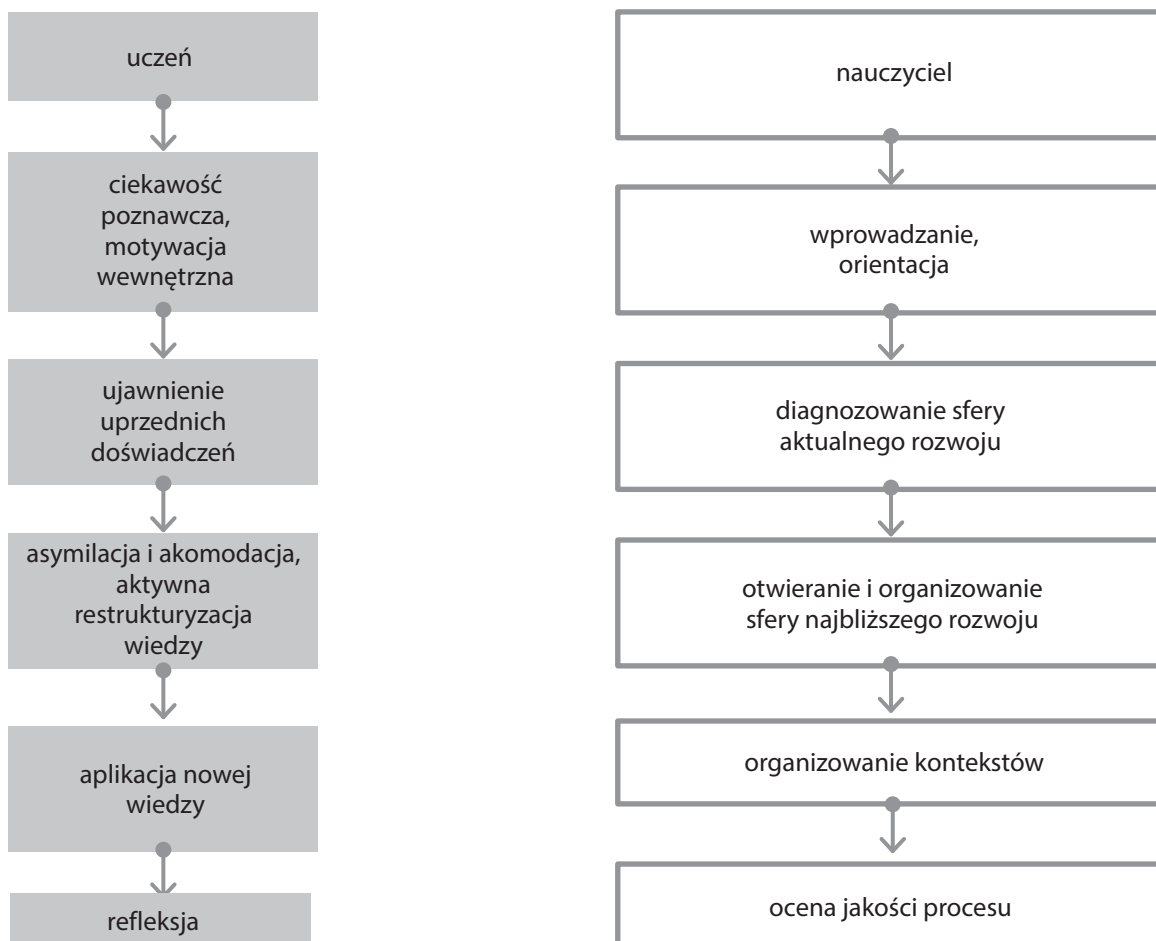 uczeń
ciekawość
poznawcza,
motywacja
wewnętrzna
ujawnienie
uprzednich
doświadczeń
asymilacja i akomodacja,
aktywna
restrukturyzacja
wiedzy
aplikacja nowej
wiedzy
refleksja
nauczyciel
wprowadzanie,
orientacja
diagnozowanie sfery
aktualnego rozwoju
otwieranie i organizowanie
sfery najbliższego rozwoju
organizowanie kontekstów
ocena jakości procesu